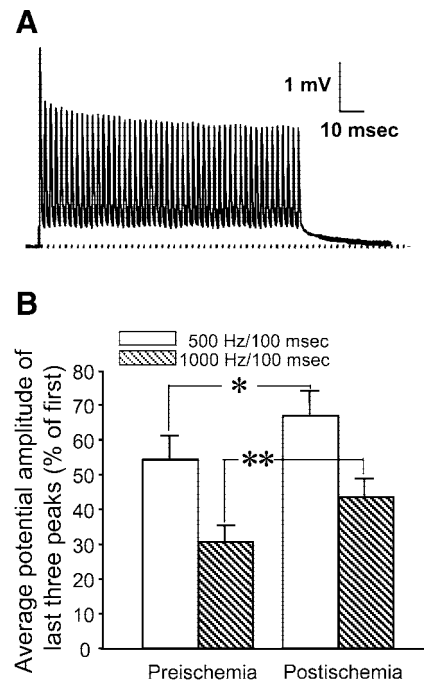 A
1 mV
10 msec
B
500 Hz/100 msec
1000 Hz/100 msec
Average potential amplitude of
last three peaks (% of first)
80
70
60
50
40
30
20
10
0
*
**
Preischemia
Postischemia